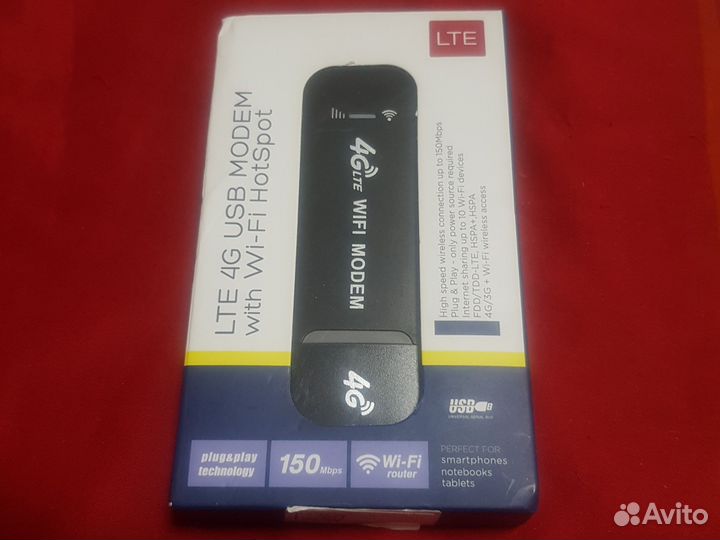 LTE
LTE 4G USB MODEM
with Wi-Fi HotSpot
4G LTE WIFI MODEM
4G
High speed wireless connection up to 150Mbps
Plug & Play - only power source required
Internet sharing up to 10 Wi-Fi devices
FDD/TDD-LTE, HSPA+,HSPA
4G/3G + Wi-Fi wireless access
USB
UNIVERSAL SERIAL BUS
plug&play
technology
150 Mbps
Wi-Fi
router
PERFECT FOR
smartphones
notebooks
tablets
Avito